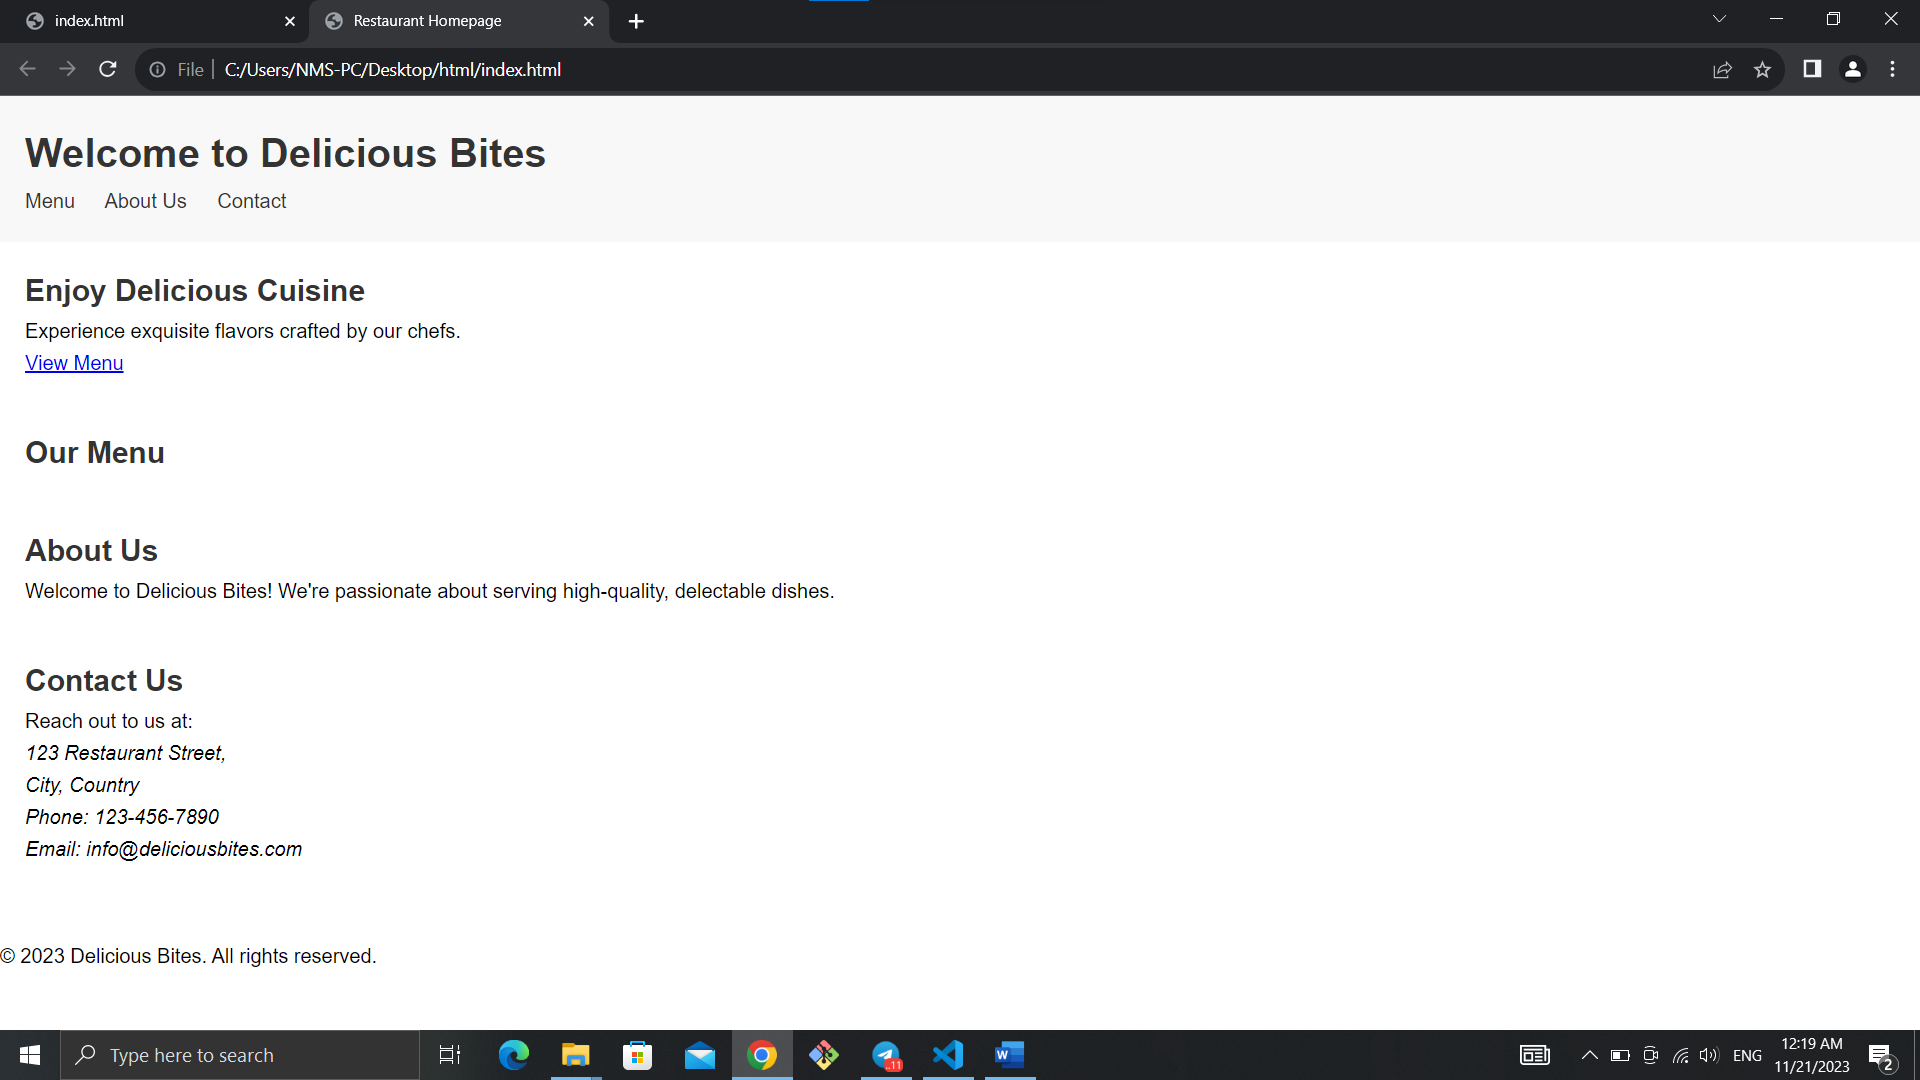 index.html
Restaurant Homepage
File
C:/Users/NMS-PC/Desktop/html/index.html
Welcome to Delicious Bites
Menu About Us Contact
Enjoy Delicious Cuisine
Experience exquisite flavors crafted by our chefs.
View Menu
Our Menu
About Us
Welcome to Delicious Bites! We're passionate about serving high-quality, delectable dishes.
Contact Us
Reach out to us at:
123 Restaurant Street,
City, Country
Phone: 123-456-7890
Email: info@deliciousbites.com
© 2023 Delicious Bites. All rights reserved.
Type here to search
..11
W
ENG
12:19 AM
11/21/2023
2